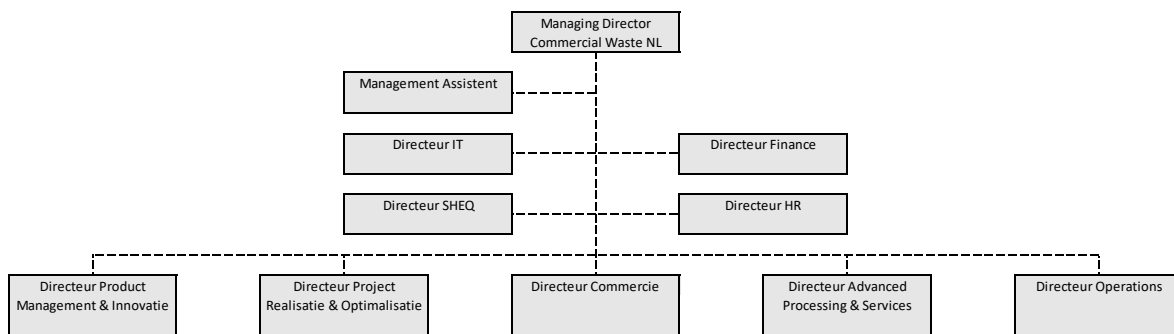 Managing Director
Commercial Waste NL
Management Assistent
Directeur IT
Directeur Finance
Directeur SHEQ
Directeur HR
Directeur Product
Management & Innovatie
Directeur Project
Realisatie & Optimalisatie
Directeur Commercie
Directeur Advanced
Processing & Services
Directeur Operations